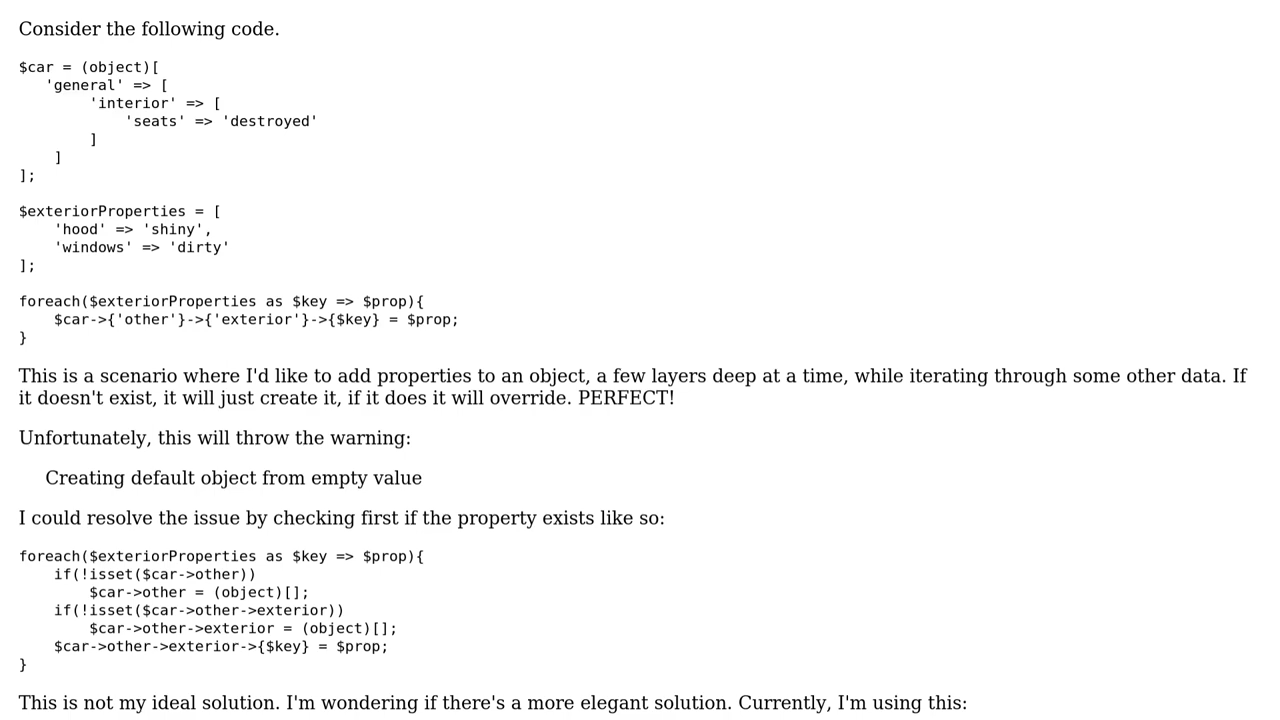 Consider the following code.
$car = (object)[
   'general' => [
        'interior' => [
            'seats' => 'destroyed'
        ]
    ]
];
$exteriorProperties = [
    'hood' => 'shiny',
    'windows' => 'dirty'
];
foreach($exteriorProperties as $key => $prop){
    $car->{'other'}->{'exterior'}->{$key} = $prop;
}
This is a scenario where I'd like to add properties to an object, a few layers deep at a time, while iterating through some other data. If
it doesn't exist, it will just create it, if it does it will override. PERFECT!
Unfortunately, this will throw the warning:
Creating default object from empty value
I could resolve the issue by checking first if the property exists like so:
foreach($exteriorProperties as $key => $prop){
    if(!isset($car->other))
        $car->other = (object)[];
    if(!isset($car->other->exterior))
        $car->other->exterior = (object)[];
    $car->other->exterior->{$key} = $prop;
}
This is not my ideal solution. I'm wondering if there's a more elegant solution. Currently, I'm using this: